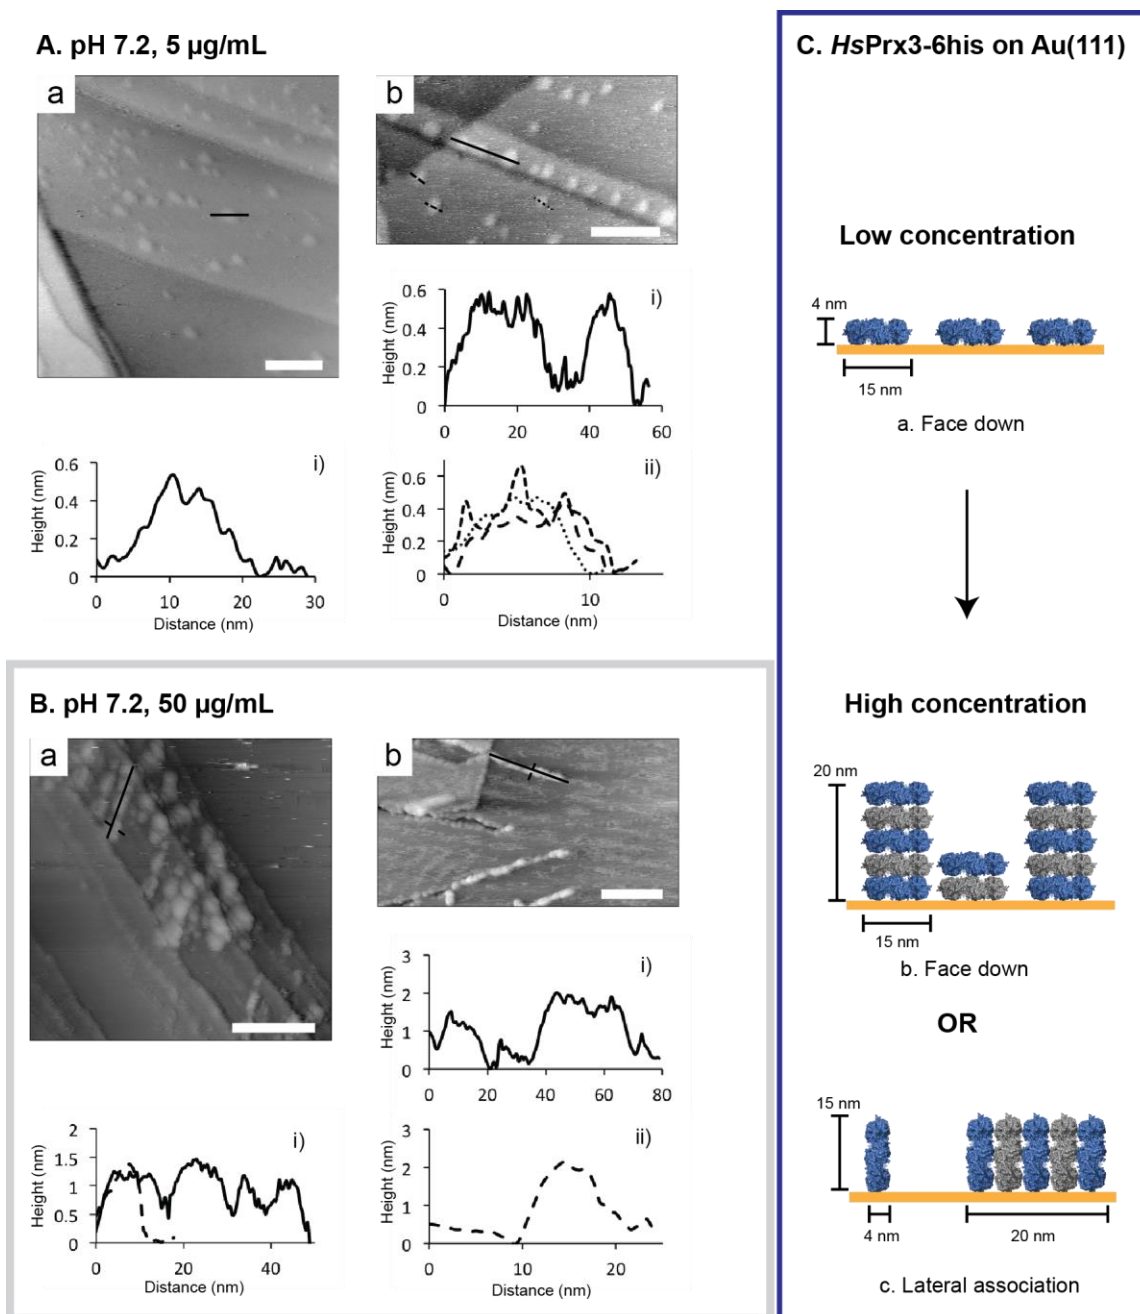 A. pH 7.2, 5 µg/mL
a
b
Height (nm)
0.6
0.4
0.2
0
0 20 40 60
i)
Height (nm)
0.6
0.4
0.2
0
0 10 20 30
Distance (nm)
i)
Height (nm)
0.6
0.4
0.2
0
0 10
Distance (nm)
ii)
B. pH 7.2, 50 µg/mL
a
b
Height (nm)
3
2
1
0
0 20 40 60 80
i)
Height (nm)
2
1.5
1
0.5
0
0 20 40
Distance (nm)
i)
Height (nm)
3
2
1
0
0 10 20
Distance (nm)
ii)
C. HsPrx3-6his on Au(111)
Low concentration
4 nm
15 nm
a. Face down
High concentration
20 nm
15 nm
b. Face down
OR
15 nm
4 nm
20 nm
c. Lateral association